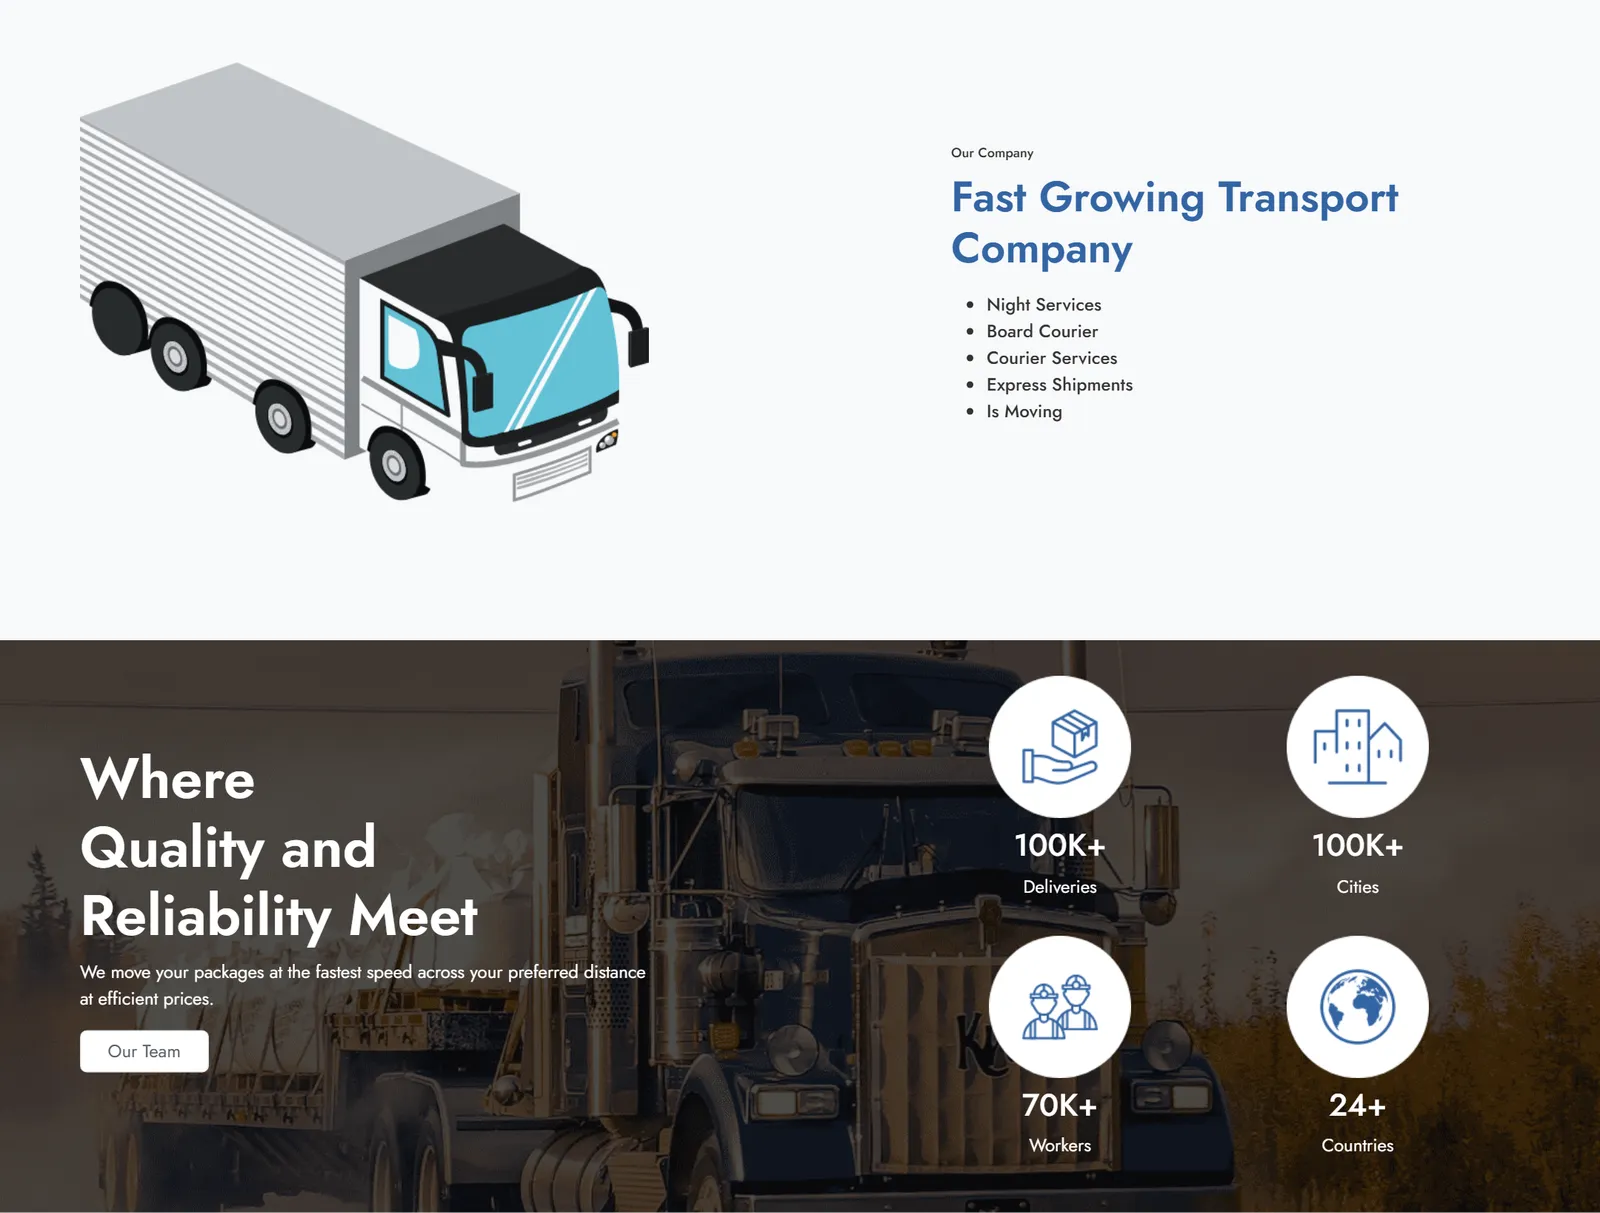 Our Company
Fast Growing Transport
Company
Night Services
Board Courier
Courier Services
Express Shipments
Is Moving
Where
Quality and
Reliability Meet
We move your packages at the fastest speed across your preferred distance
at efficient prices.
Our Team
100K+
Deliveries
100K+
Cities
70K+
Workers
24+
Countries